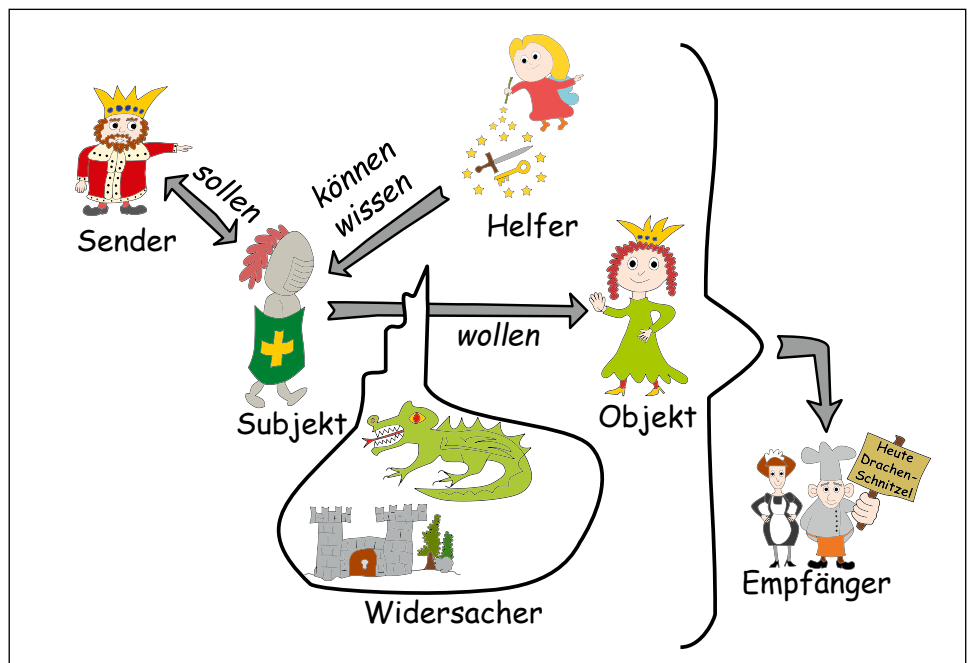 sollen
Sender
können
wissen
Helfer
wollen
Subjekt
Objekt
Heute
Drachen-
Schnitzel
Empfänger
Widersacher